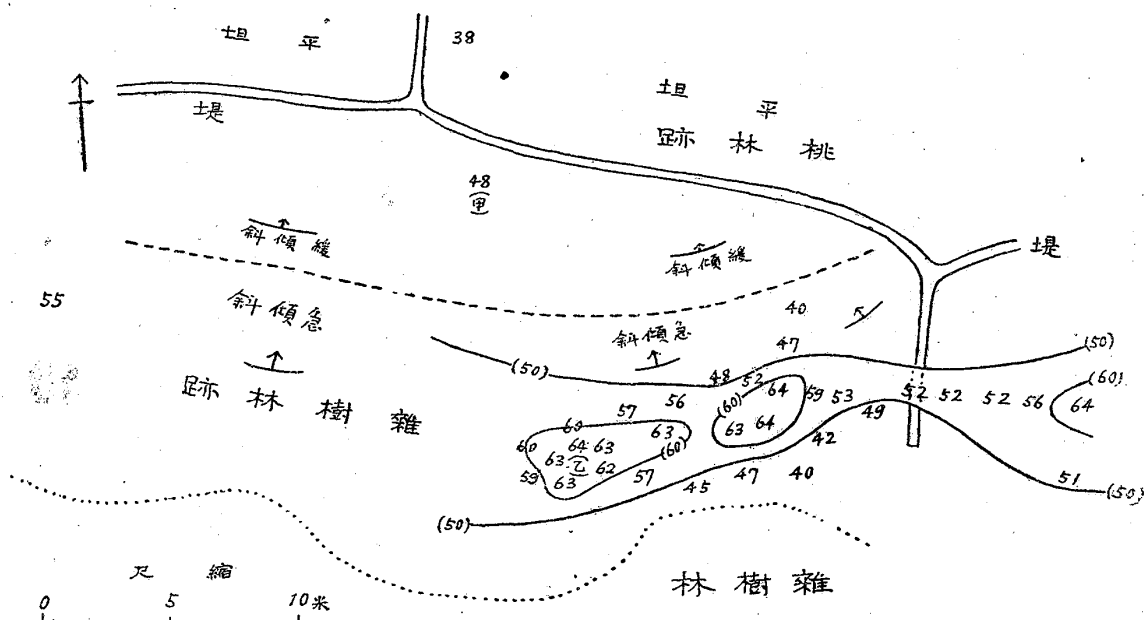 坦平
38
坦平
跡林桃
堤
48
(甲)
斜傾緩
斜傾緩
堤
55
斜傾急
斜傾急
40
47
(50)
(50)
跡林樹雑
48 52 64 59 53 52 52 52 56 64
(60)
(60)
56
57
63 64
49
42
60
63
60 64 63
(60)
63 (乙) 62
59 63
57
45 47 40
51
(50)
(50)
尺縮
林樹雑
0 5 10米